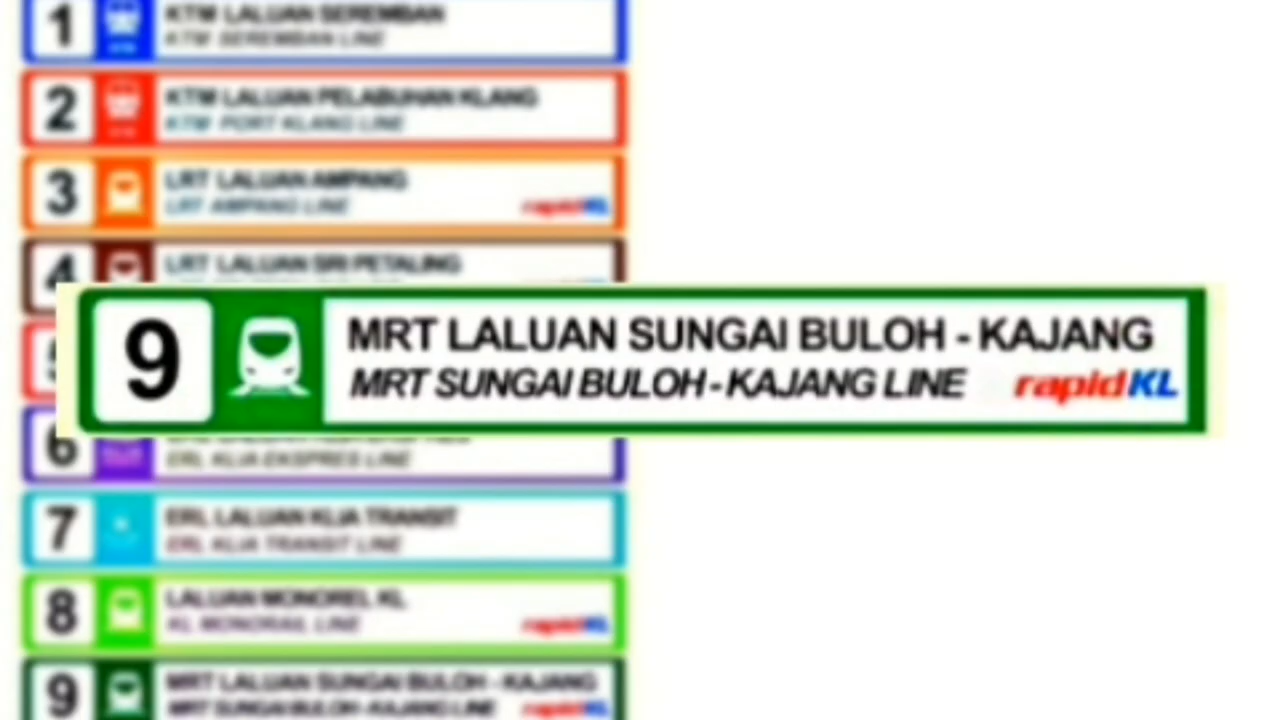 1
KTM LALUAN SEREMBAN
KTM SEREMBAN LINE
2
KTM LALUAN PELABUHAN KLANG
KTM PORT KLANG LINE
3
LRT LALUAN AMPANG
LRT AMPANG LINE
rapidKL
4
LRT LALUAN SRI PETALING
9
MRT LALUAN SUNGAI BULOH - KAJANG
MRT SUNGAI BULOH - KAJANG LINE rapidKL
6
ERL KLIA EKSPRES LINE
7
ERL LALUAN KLIA TRANSIT
ERL KLIA TRANSIT LINE
8
LALUAN MONOREL KL
KL MONORAIL LINE
rapidKL
9
MRT LALUAN SUNGAI BULOH - KAJANG
MRT SUNGAI BULOH - KAJANG LINE rapidKL